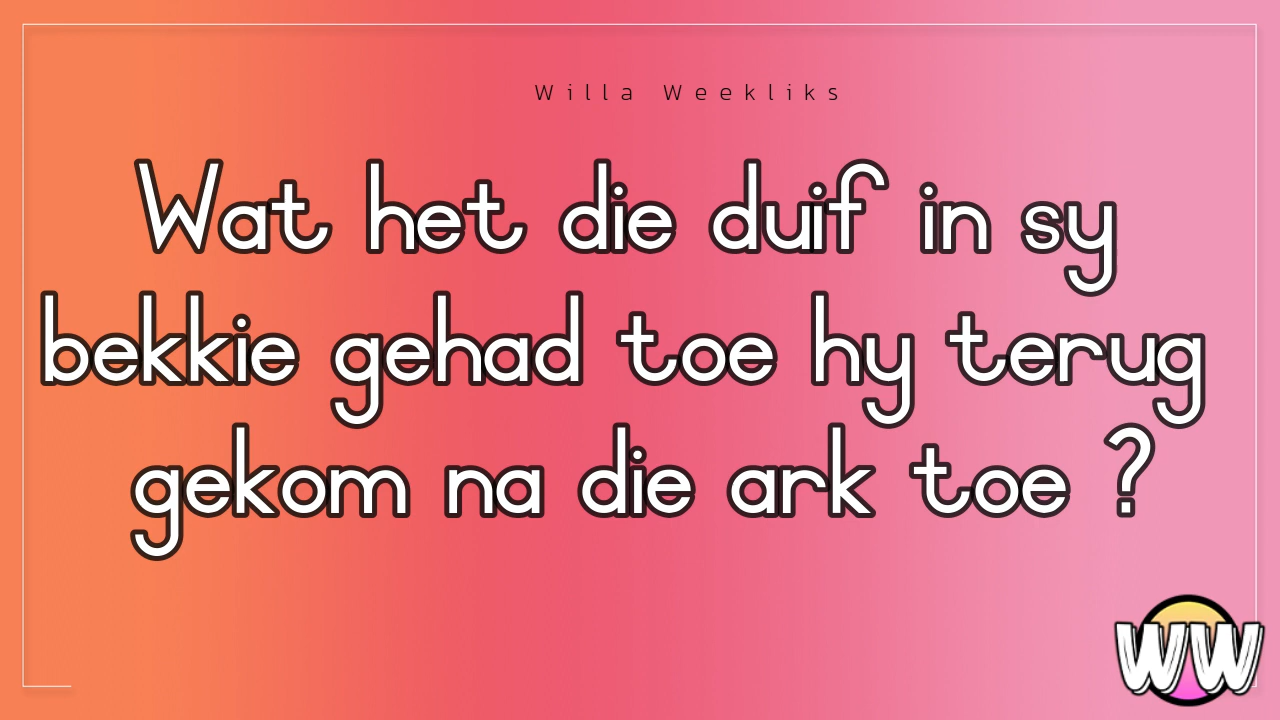 Willa Weekliks
Wat het die duif in sy
bekkie gehad toe hy terug
gekom na die ark toe ?
WW